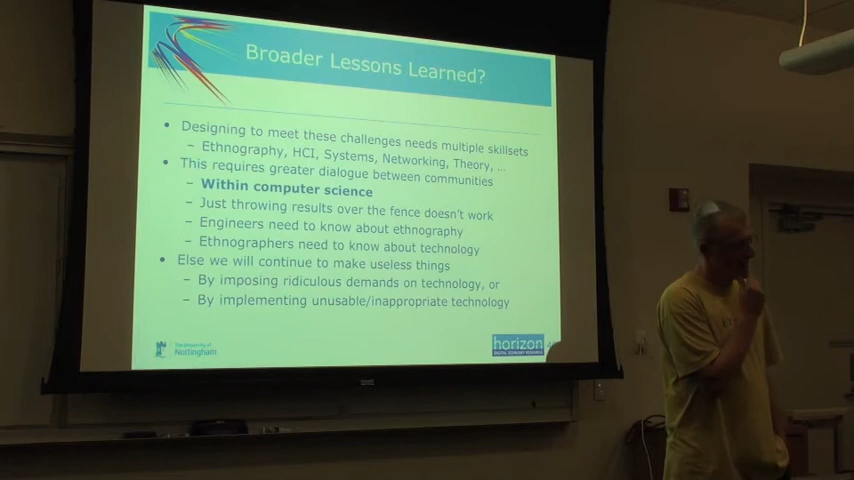 Broader Lessons Learned?
• Designing to meet these challenges needs multiple skillsets
– Ethnography, HCI, Systems, Networking, Theory, ...
• This requires greater dialogue between communities
– Within computer science
– Just throwing results over the fence doesn't work
– Engineers need to know about ethnography
– Ethnographers need to know about technology
• Else we will continue to make useless things
– By imposing ridiculous demands on technology, or
– By implementing unusable/inappropriate technology
The University of
Nottingham
horizon
DIGITAL ECONOMY RESEARCH